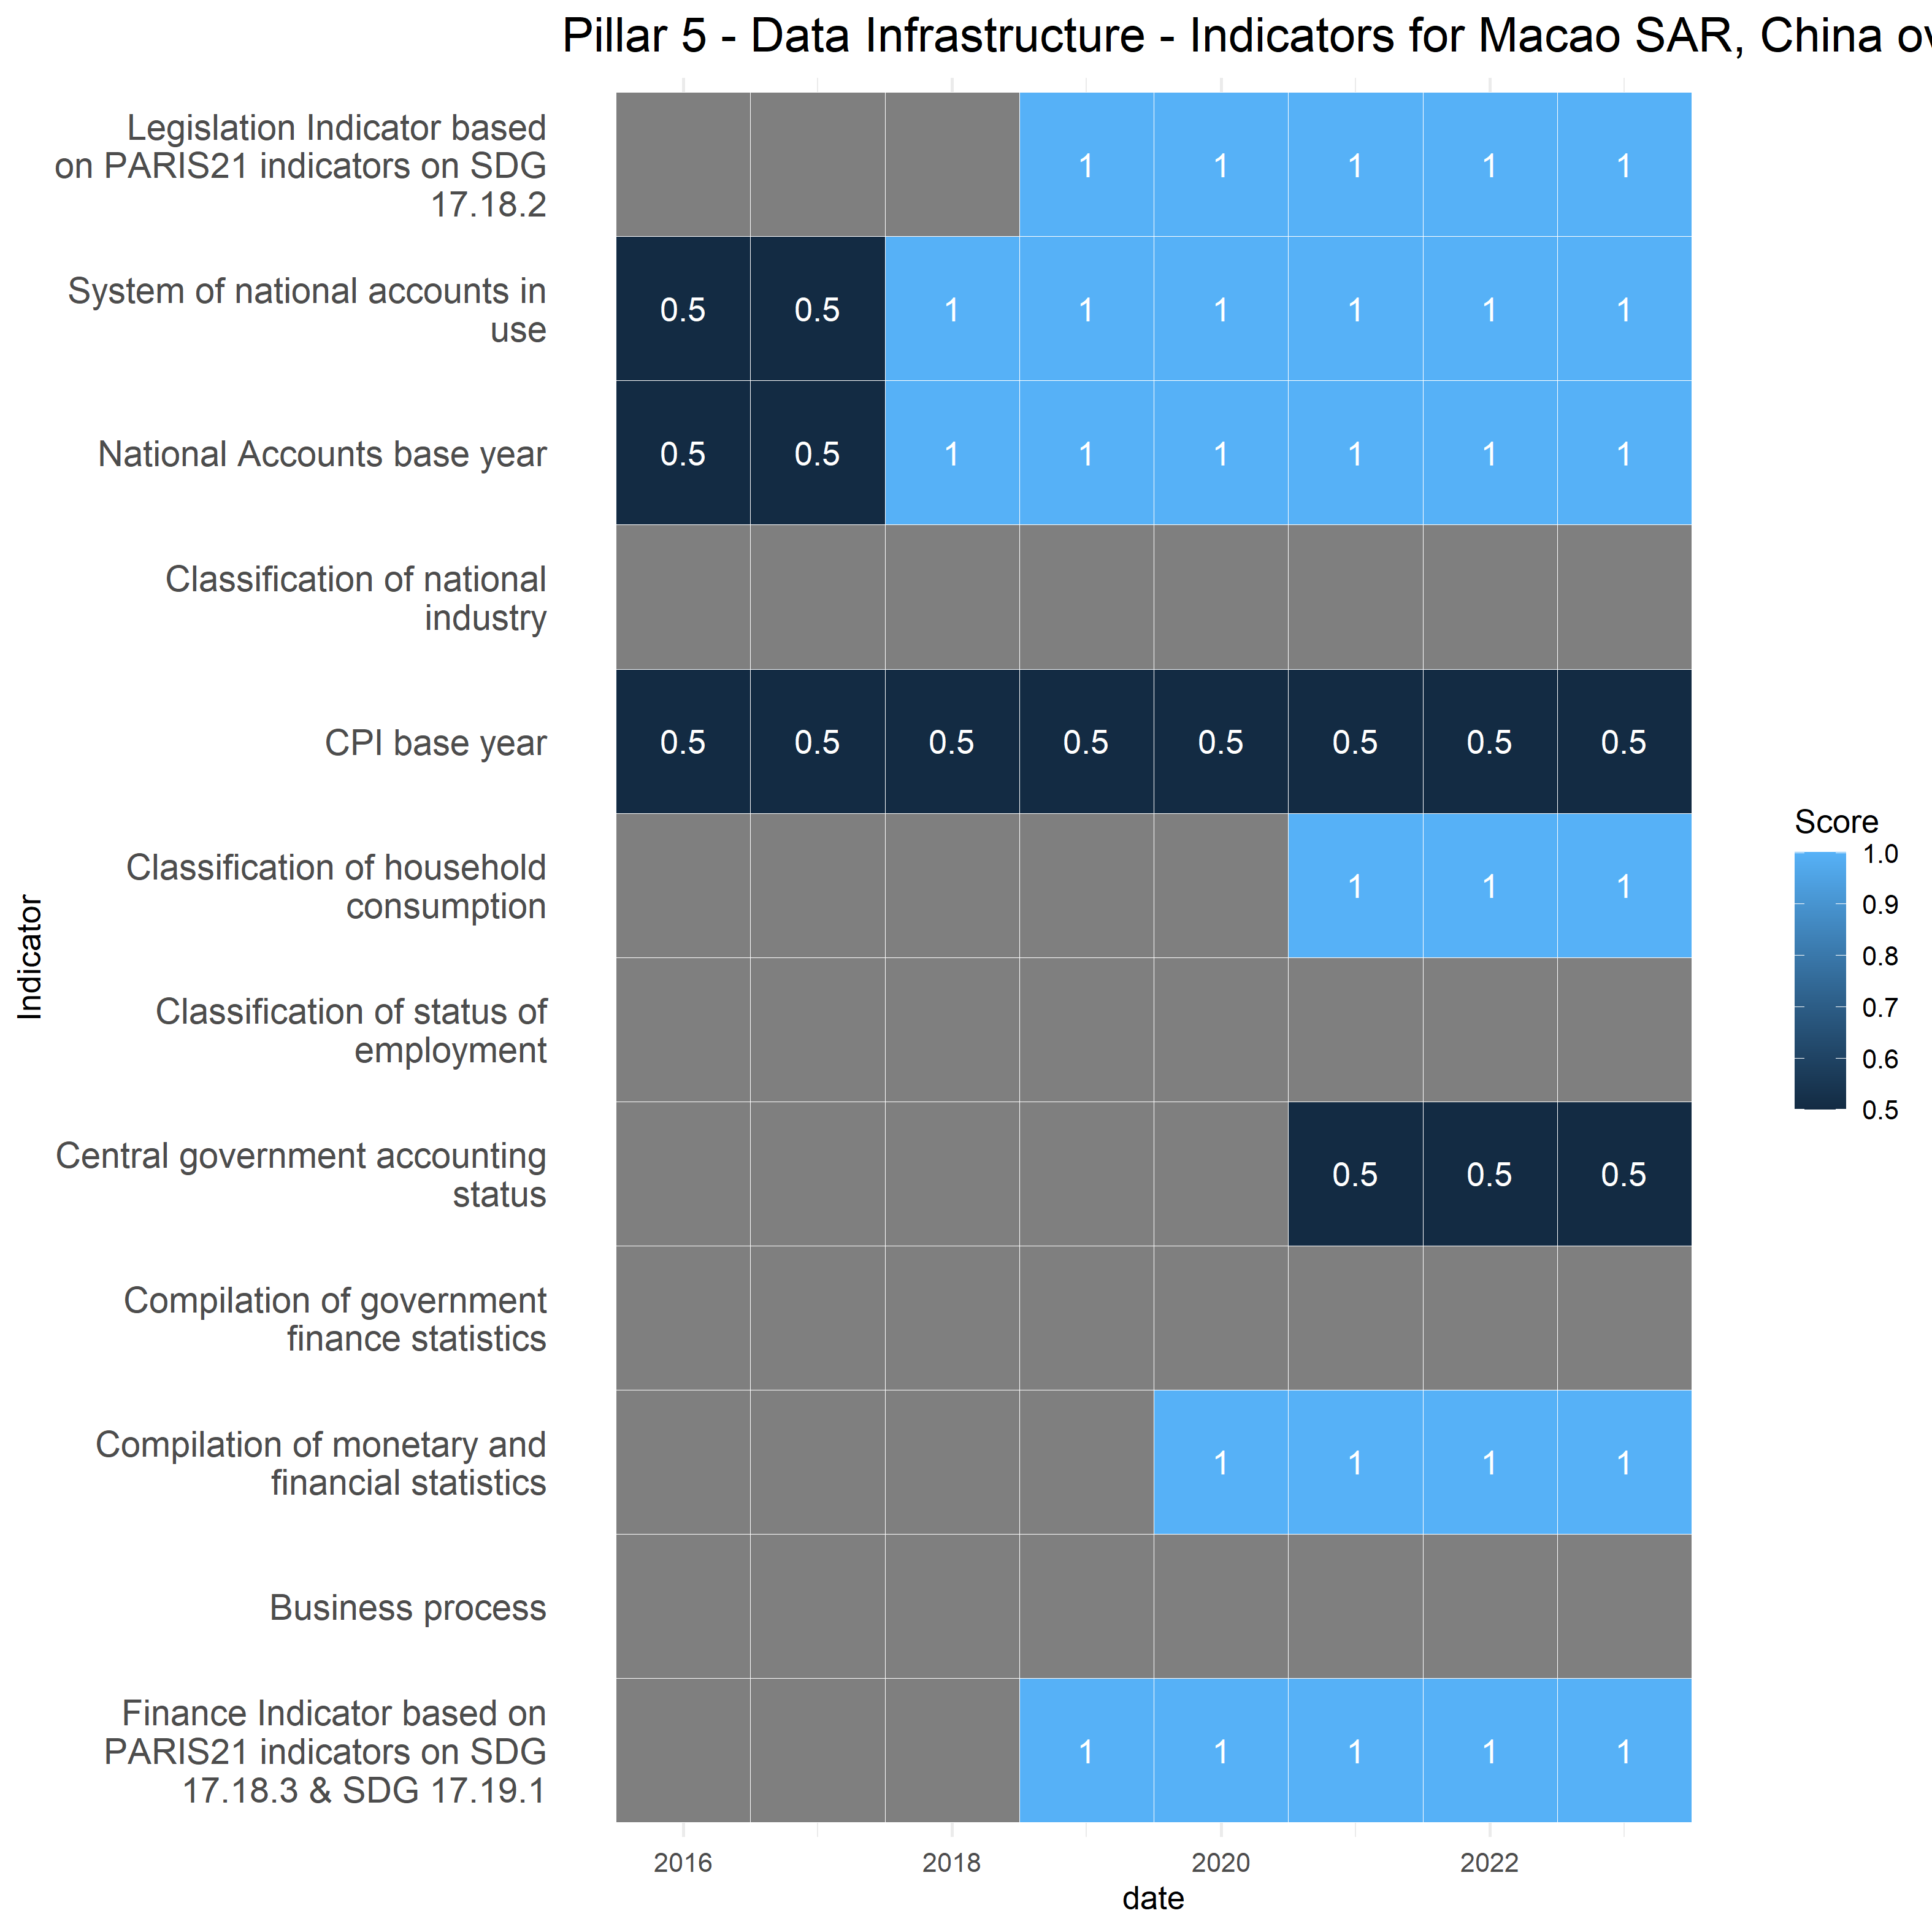 Pillar 5 - Data Infrastructure - Indicators for Macao SAR, China ov
Legislation Indicator based
on PARIS21 indicators on SDG
17.18.2
1 1 1 1 1
System of national accounts in
use
0.5 0.5 1 1 1 1 1 1
National Accounts base year
0.5 0.5 1 1 1 1 1 1
Classification of national
industry
CPI base year
0.5 0.5 0.5 0.5 0.5 0.5 0.5 0.5
Classification of household
consumption
1 1 1
Classification of status of
employment
Central government accounting
status
0.5 0.5 0.5
Compilation of government
finance statistics
Compilation of monetary and
financial statistics
1 1 1 1
Business process
Finance Indicator based on
PARIS21 indicators on SDG
17.18.3 & SDG 17.19.1
1 1 1 1 1
Indicator
2016 2018 2020 2022
date
Score
1.0
0.9
0.8
0.7
0.6
0.5